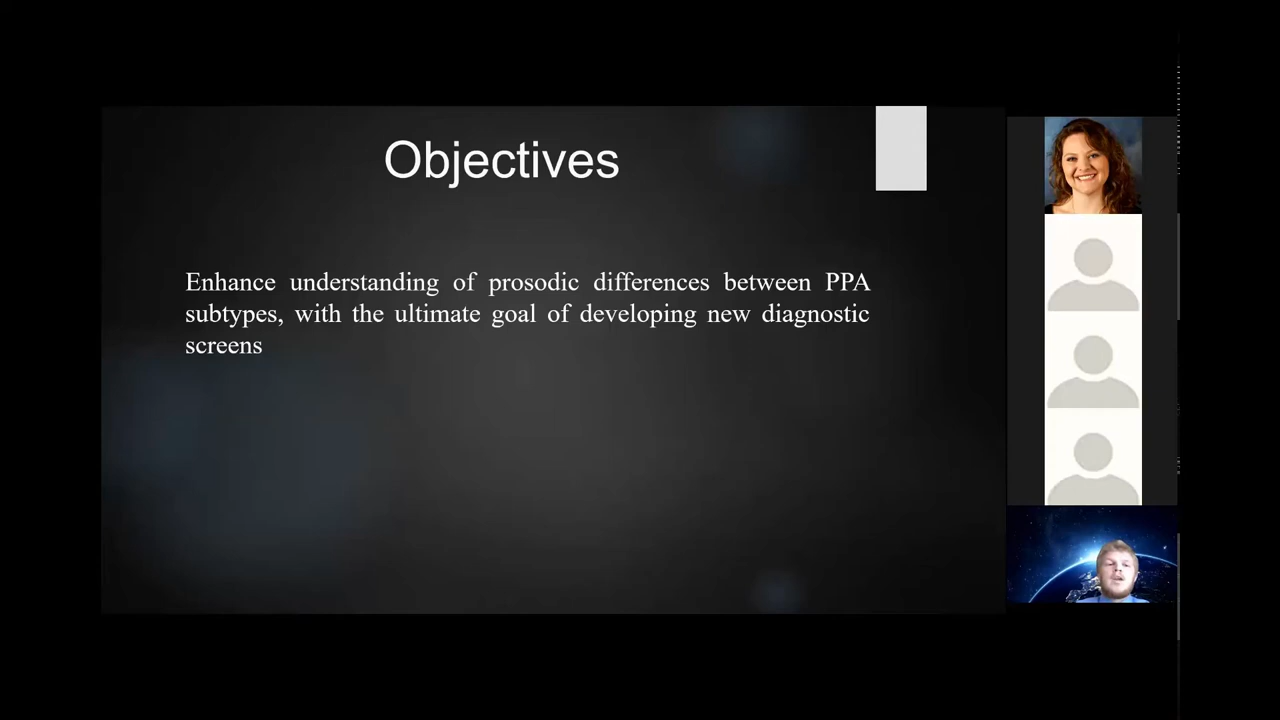 Objectives
Enhance understanding of prosodic differences between PPA
subtypes, with the ultimate goal of developing new diagnostic
screens